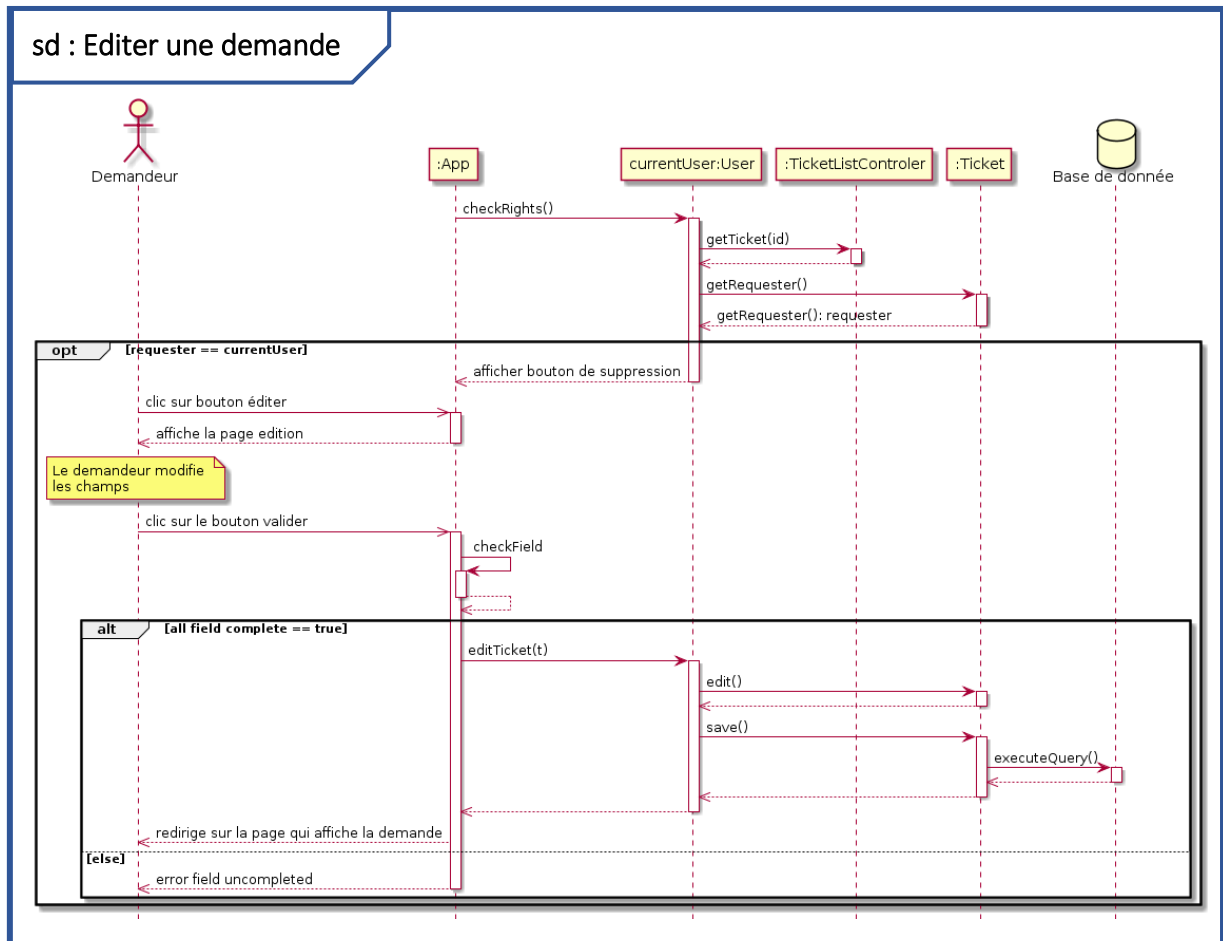 sd : Editer une demande
Demandeur
:App
currentUser:User
:TicketListControler
:Ticket
Base de donnée
checkRights()
getTicket(id)
getRequester()
getRequester(): requester
opt
[requester == currentUser]
afficher bouton de suppression
clic sur bouton éditer
affiche la page edition
Le demandeur modifie
les champs
clic sur le bouton valider
checkField
alt
[all field complete == true]
editTicket(t)
edit()
save()
executeQuery()
redirige sur la page qui affiche la demande
[else]
error field uncompleted